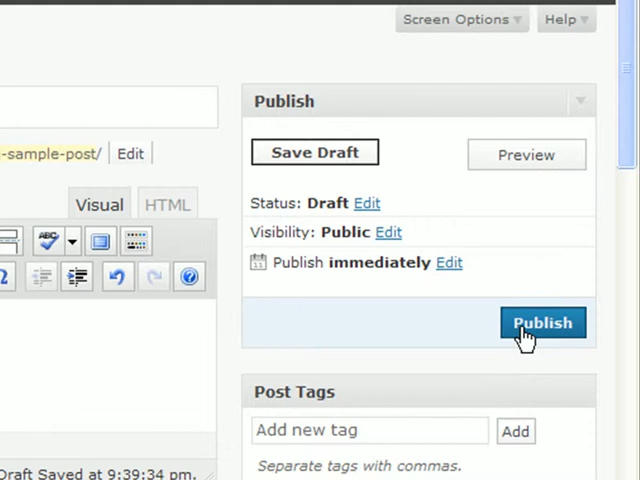 Screen Options Help
Publish
-sample-post/ Edit
Save Draft Preview
Visual HTML
Status: Draft Edit
Visibility: Public Edit
ABC
11 Publish immediately Edit
Ω ?
Publish
Post Tags
Add new tag Add
Separate tags with commas.
Draft Saved at 9:39:34 pm.